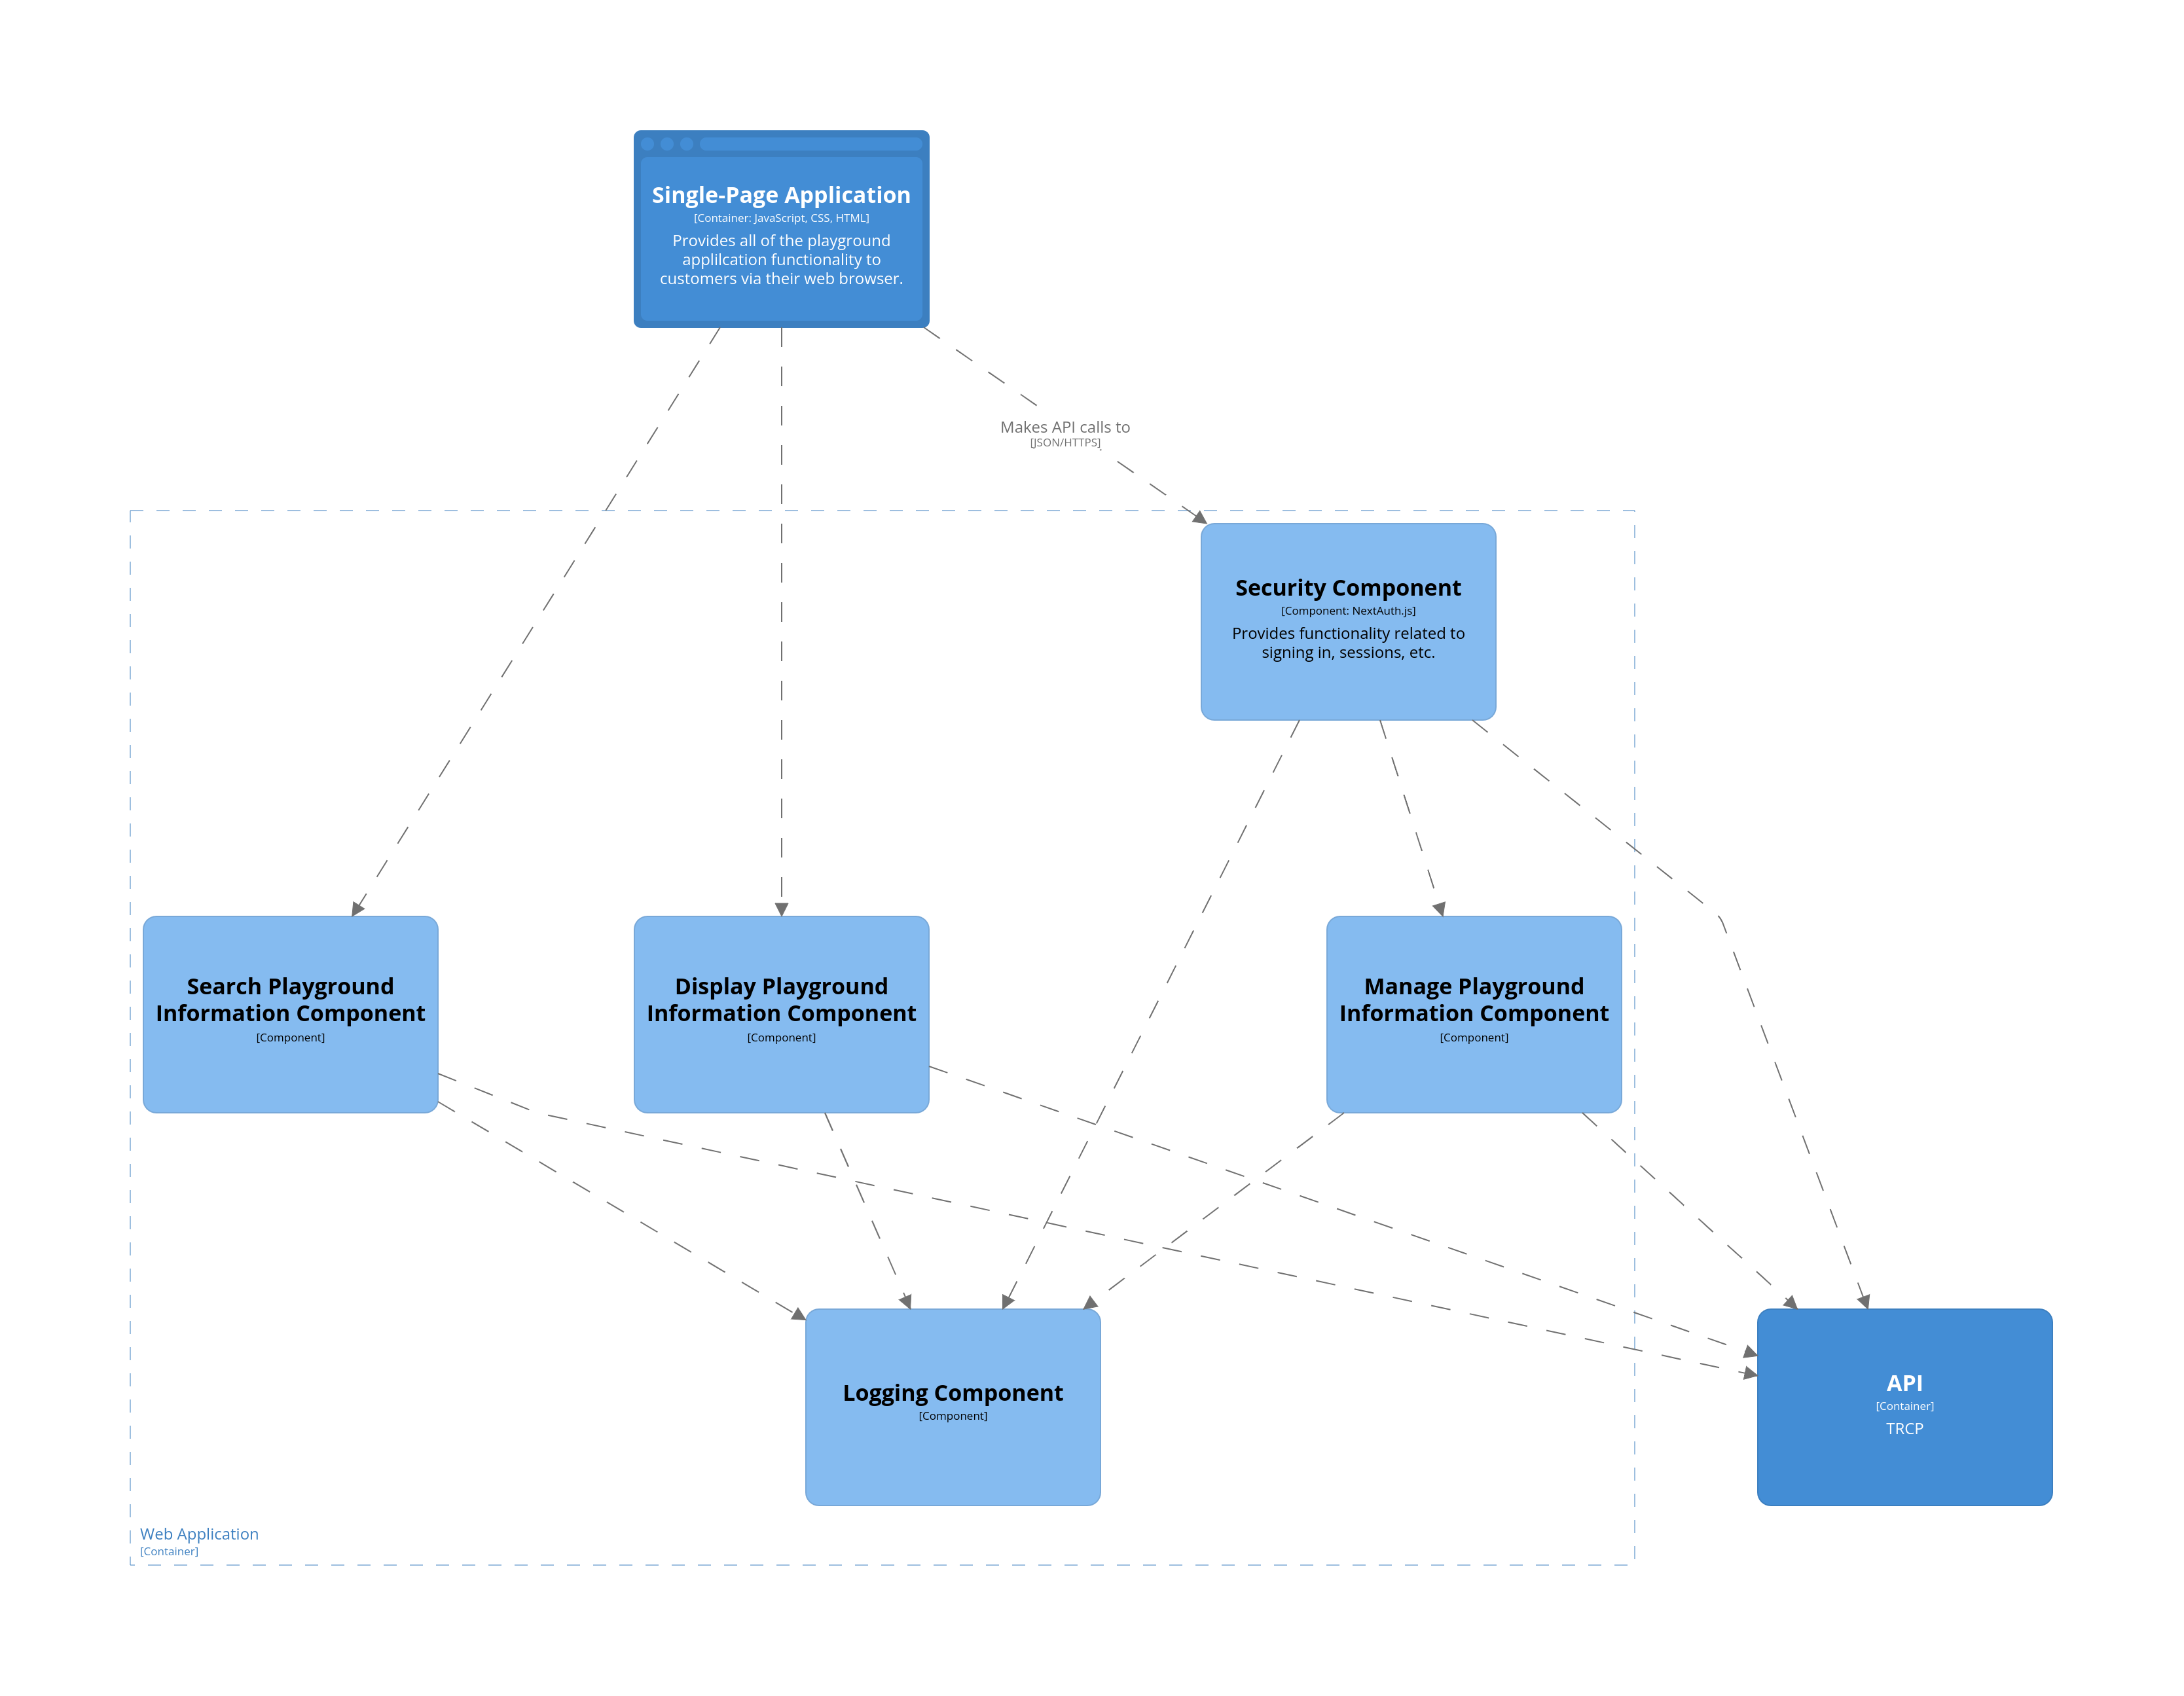 Single-Page Application
[Container: JavaScript, CSS, HTML]
Provides all of the playground
applilcation functionality to
customers via their web browser.
Makes API calls to
[JSON/HTTPS]
Security Component
[Component: NextAuth.js]
Provides functionality related to
signing in, sessions, etc.
Search Playground
Information Component
[Component]
Display Playground
Information Component
[Component]
Manage Playground
Information Component
[Component]
Logging Component
[Component]
API
[Container]
TRCP
Web Application
[Container]